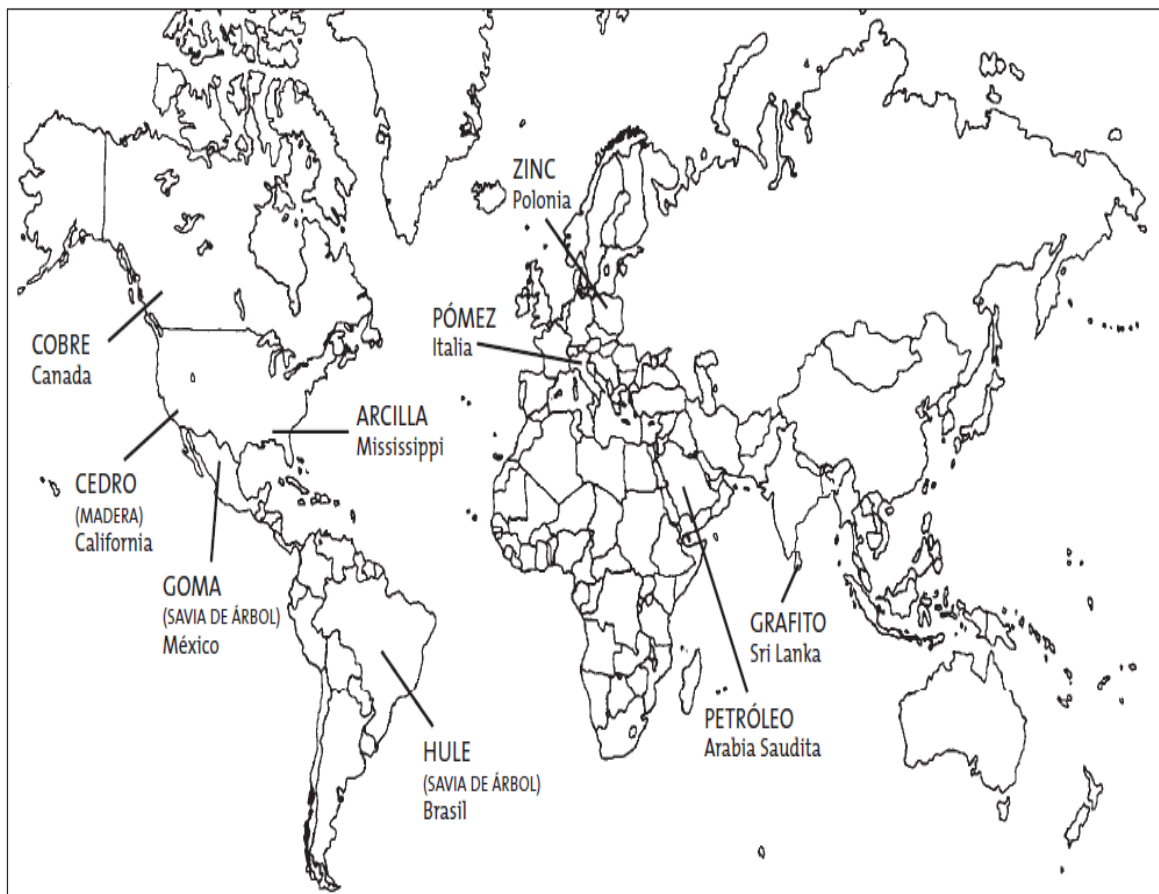 ZINC
Polonia
PÓMEZ
Italia
COBRE
Canada
ARCILLA
Mississippi
CEDRO
(MADERA)
California
GOMA
(SAVIA DE ÁRBOL)
México
GRAFITO
Sri Lanka
PETRÓLEO
Arabia Saudita
HULE
(SAVIA DE ÁRBOL)
Brasil